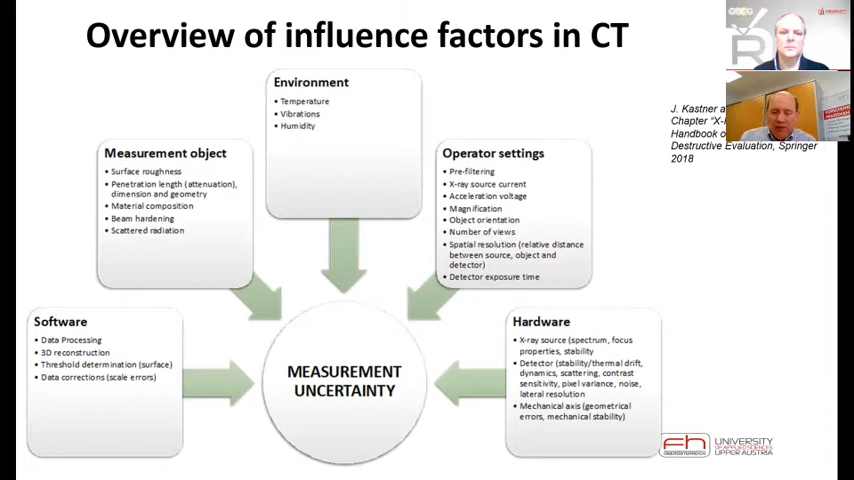 Overview of influence factors in CT
Environment
• Temperature
• Vibrations
• Humidity
Measurement object
• Surface roughness
• Penetration length (attenuation),
dimension and geometry
• Material composition
• Beam hardening
• Scattered radiation
Operator settings
• Pre-filtering
• X-ray source current
• Acceleration voltage
• Magnification
• Object orientation
• Number of views
• Spatial resolution (relative distance
between source, object and
detector)
• Detector exposure time
Software
• Data Processing
• 3D reconstruction
• Threshold determination (surface)
• Data corrections (scale errors)
MEASUREMENT
UNCERTAINTY
Hardware
• X-ray source (spectrum, focus
properties, stability
• Detector (stability/thermal drift,
dynamics, scattering, contrast
sensitivity, pixel variance, noise,
lateral resolution
• Mechanical axis (geometrical
errors, mechanical stability)
J. Kastner a
Chapter "X-
Handbook o
Destructive Evaluation, Springer
2018
R
fh
OBERÖSTERREICH
UNIVERSITY
OF APPLIED SCIENCES
UPPER AUSTRIA